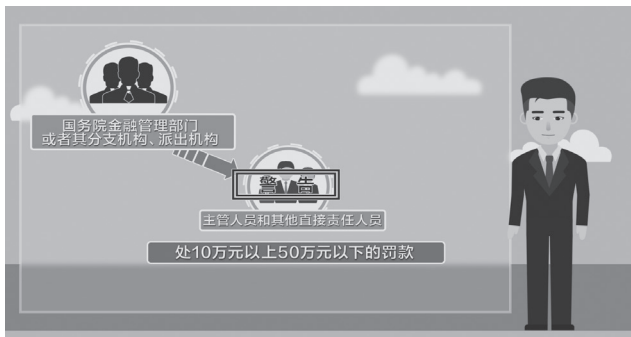 国务院金融管理部门
或者其分支机构、派出机构
警告
主管人员和其他直接责任人员
处10万元以上50万元以下的罚款